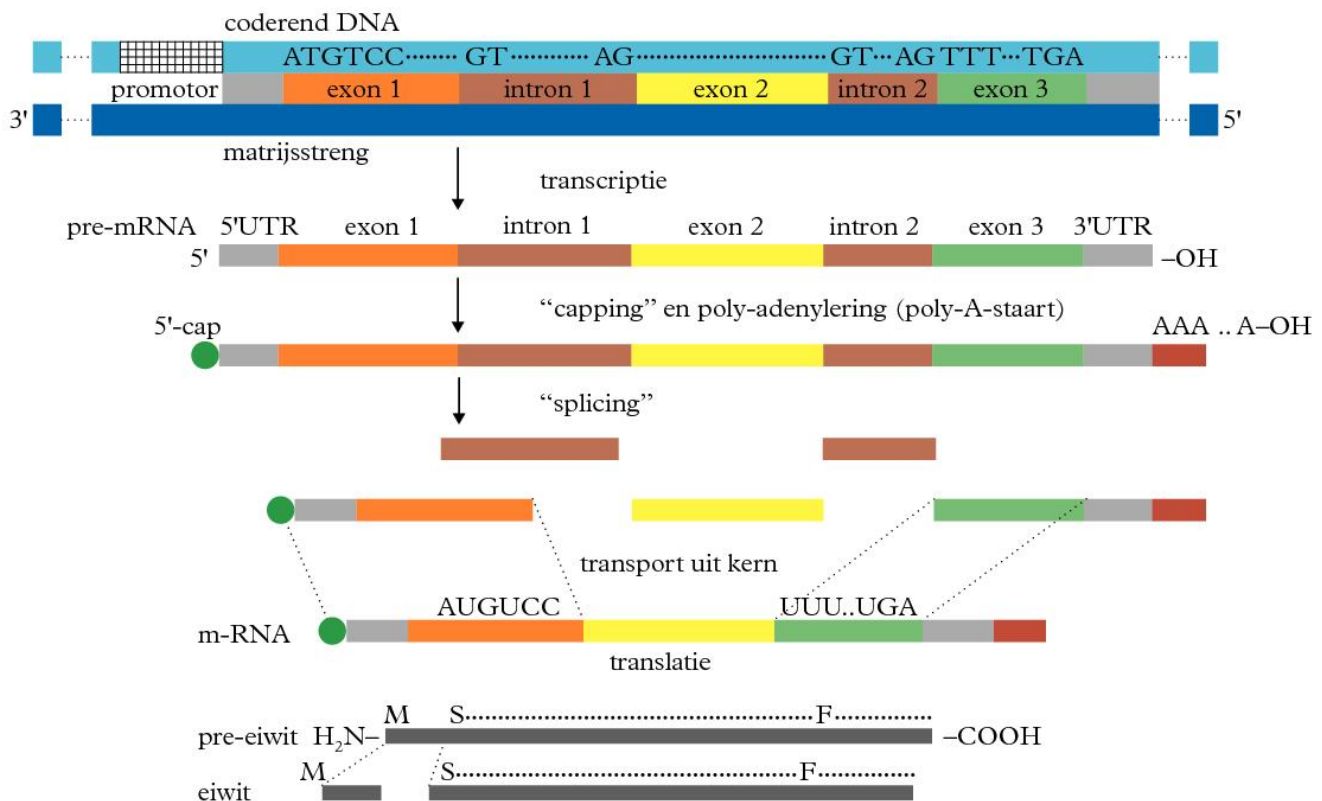 coderend DNA
ATGTCC········ GT ··········· AG·························· GT···AG TTT···TGA
promotor exon 1 intron 1 exon 2 intron 2 exon 3
3' 5'
matrijsstreng
transcriptie
pre-mRNA 5'UTR exon 1 intron 1 exon 2 intron 2 exon 3 3'UTR
5' –OH
"capping" en poly-adenylering (poly-A-staart)
5'-cap AAA .. A–OH
"splicing"
transport uit kern
AUGUCC UUU..UGA
m-RNA
translatie
M S··················································F··············
pre-eiwit H₂N– –COOH
M S··················································F··············
eiwit